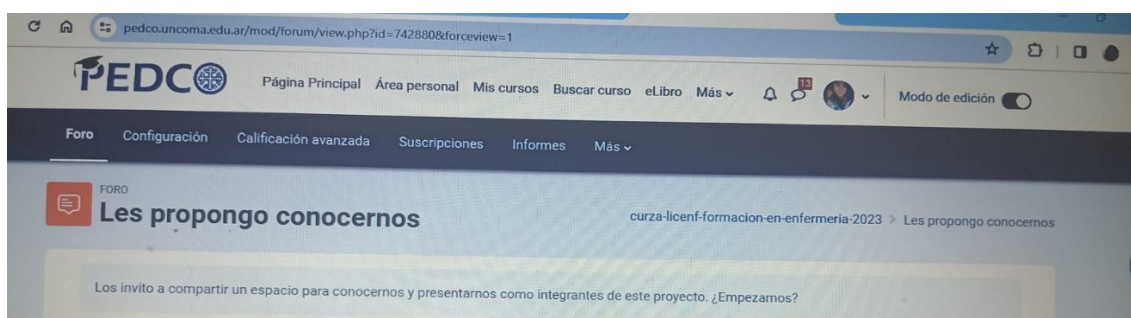 pedco.uncoma.edu.ar/mod/forum/view.php?id=742880&forceview=1
PEDCO Página Principal Área personal Mis cursos Buscar curso eLibro Más 13 Modo de edición
Foro Configuración Calificación avanzada Suscripciones Informes Más
FORO
Les propongo conocernos
curza-licenf-formacion-en-enfermeria-2023 > Les propongo conocernos
Los invito a compartir un espacio para conocernos y presentarnos como integrantes de este proyecto. ¿Empezamos?